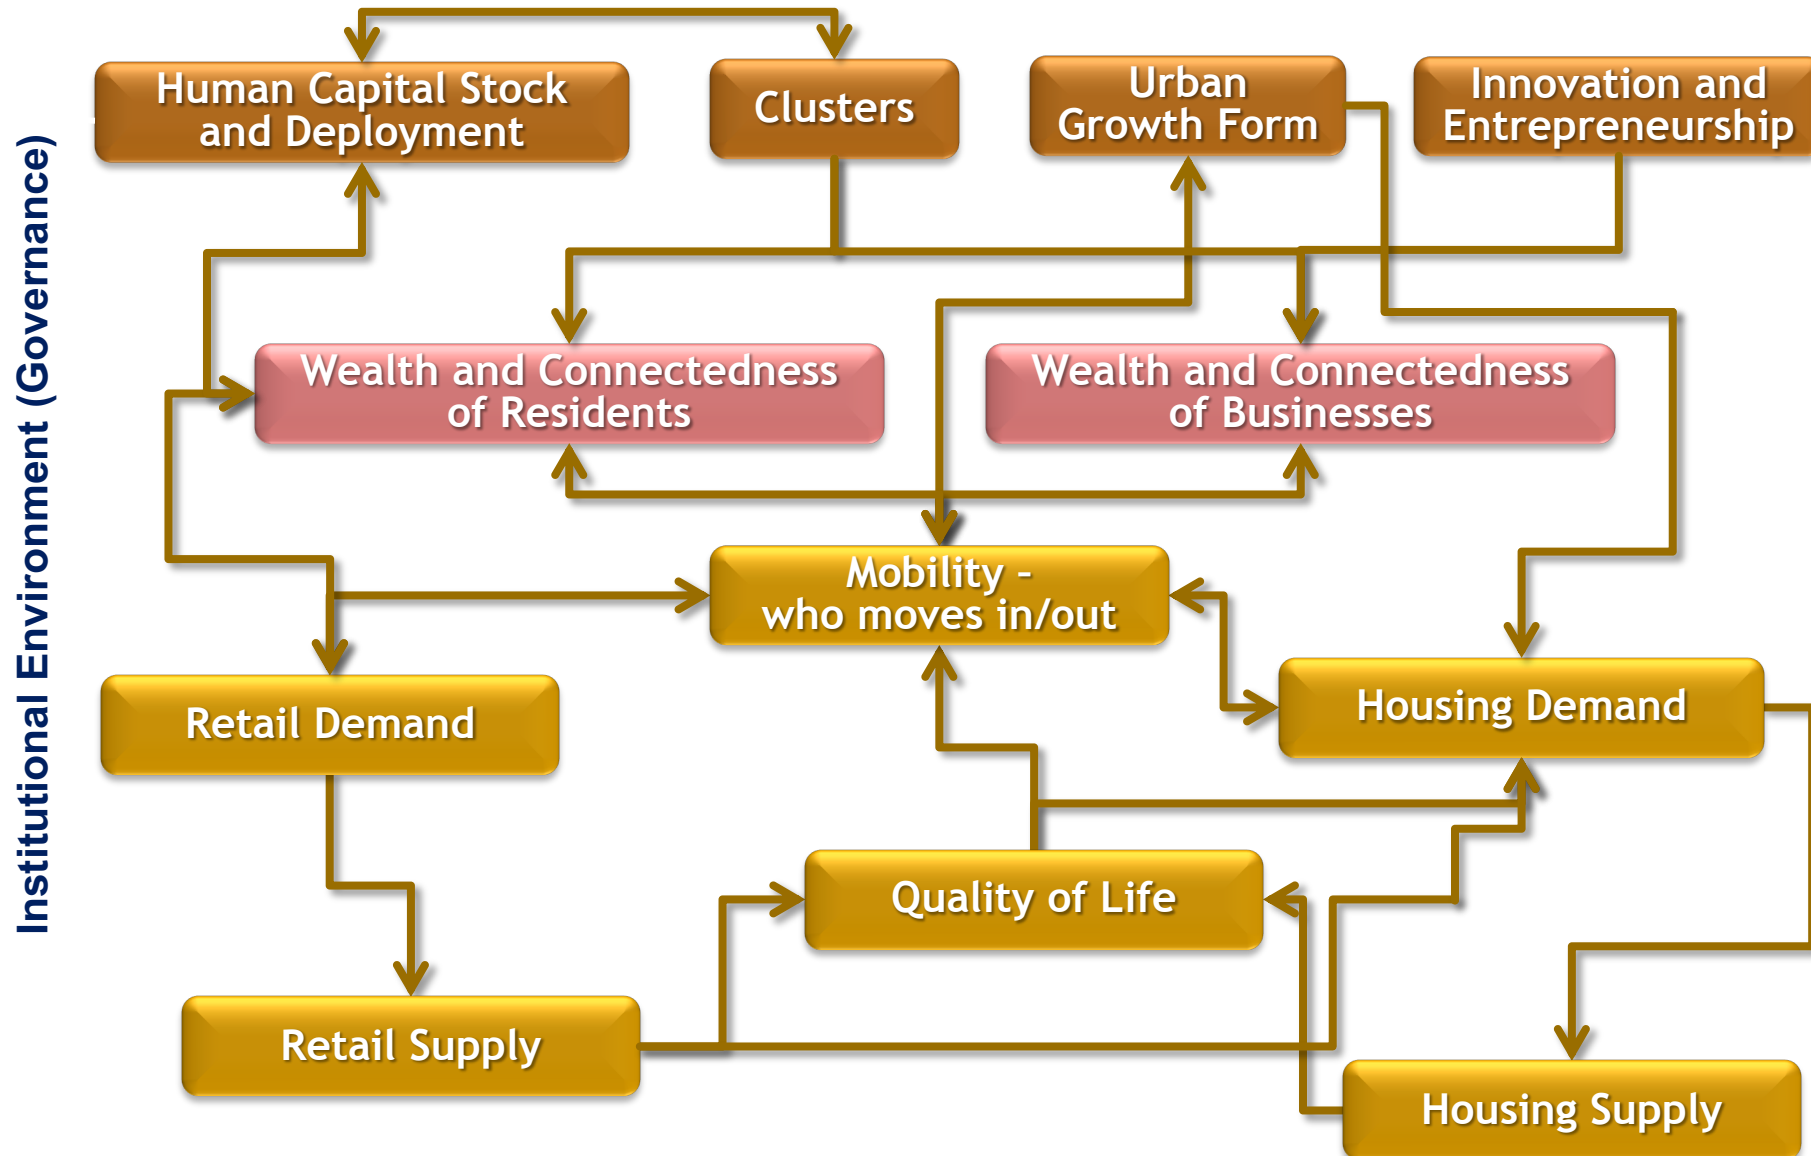 Institutional Environment (Governance)
Human Capital Stock
and Deployment
Clusters
Urban
Growth Form
Innovation and
Entrepreneurship
Wealth and Connectedness
of Residents
Wealth and Connectedness
of Businesses
Mobility -
who moves in/out
Retail Demand
Housing Demand
Quality of Life
Retail Supply
Housing Supply